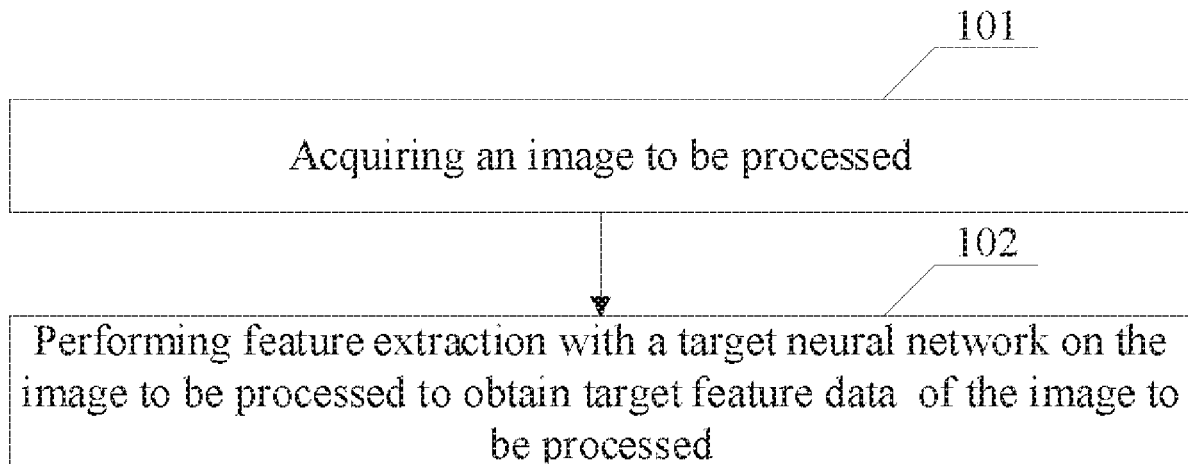 101
Acquiring an image to be processed
102
Performing feature extraction with a target neural network on the
image to be processed to obtain target feature data of the image to
be processed